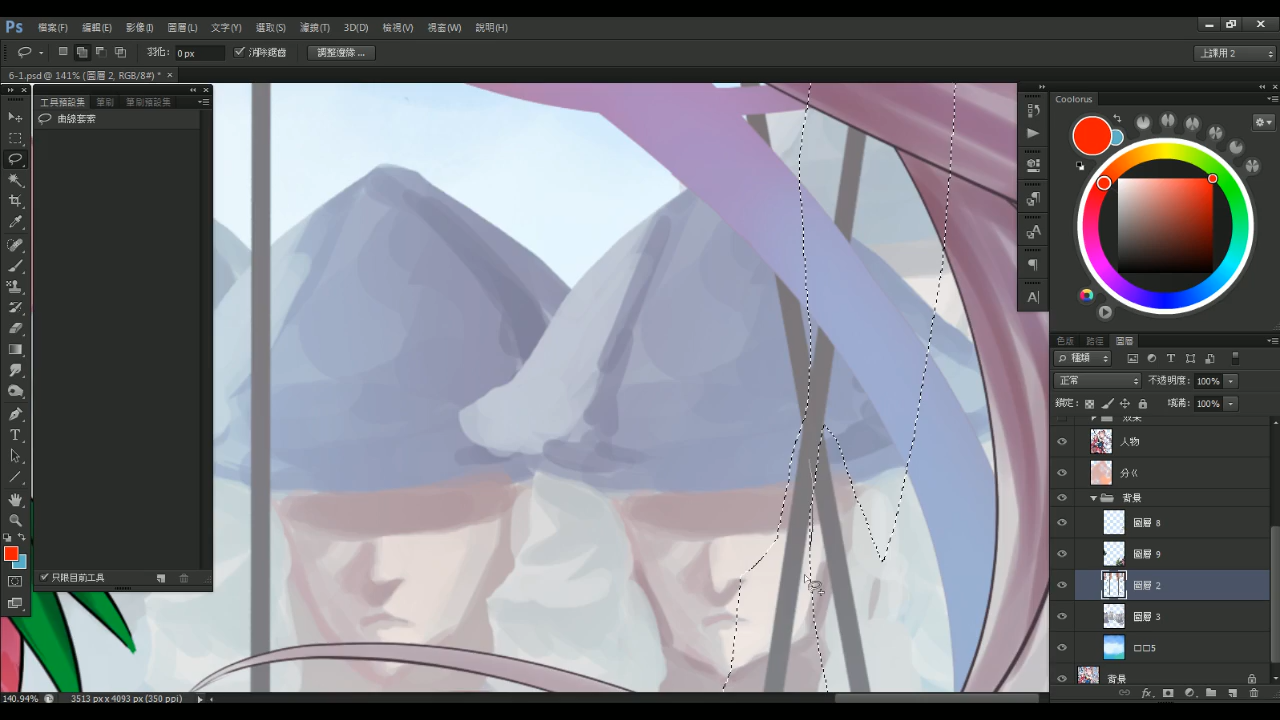 Ps 檔案(F) 編輯(E) 影像(I) 圖層(L) 文字(Y) 選取(S) 濾鏡(T) 3D(D) 檢視(V) 視窗(W) 說明(H)
羽化: 0 px 消除鋸齒 調整邊緣 ... 上課用 2
6-1.psd @ 141% (圖層 2, RGB/8#) * ×
工具預設集 筆刷 筆刷預設集
曲線套索
只限目前工具
Coolorus
色版 路徑 圖層
種類
正常 不透明度: 100%
鎖定: 填滿: 100%
效果
人物
分ㄍ
背景
圖層 8
圖層 9
圖層 2
圖層 3
□□5
背景
140.94% 3513 px x 4093 px (350 ppi)